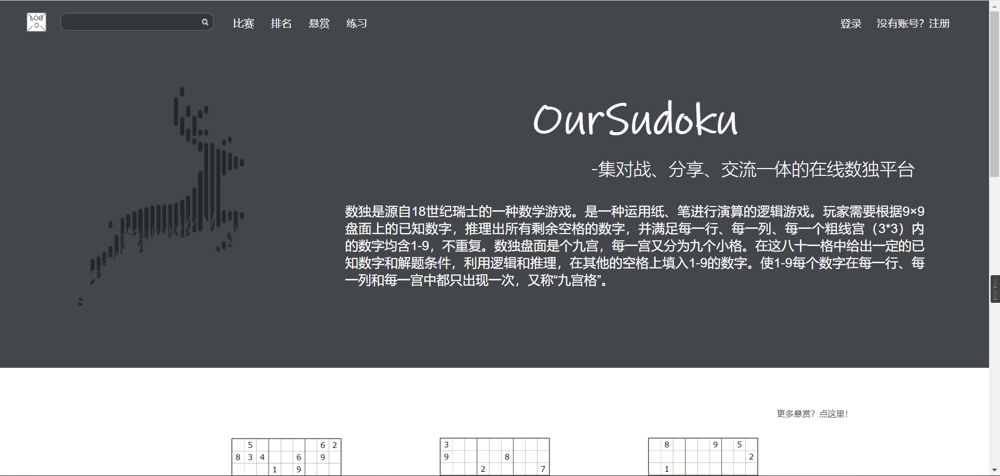 LOG
O
比赛 排名 悬赏 练习 登录 没有账号？注册
OurSudoku
-集对战、分享、交流一体的在线数独平台
数独是源自18世纪瑞士的一种数学游戏。是一种运用纸、笔进行演算的逻辑游戏。玩家需要根据9×9
盘面上的已知数字，推理出所有剩余空格的数字，并满足每一行、每一列、每一个粗线宫（3*3）内
的数字均含1-9，不重复。数独盘面是个九宫，每一宫又分为九个小格。在这八十一格中给出一定的已
知数字和解题条件，利用逻辑和推理，在其他的空格上填入1-9的数字。使1-9每个数字在每一行、每
一列和每一宫中都只出现一次，又称“九宫格”。
更多悬赏？点这里！
5 6 2
8 3 4 6 9
1 9
3
9 8
2 7
8 9 5
2
1